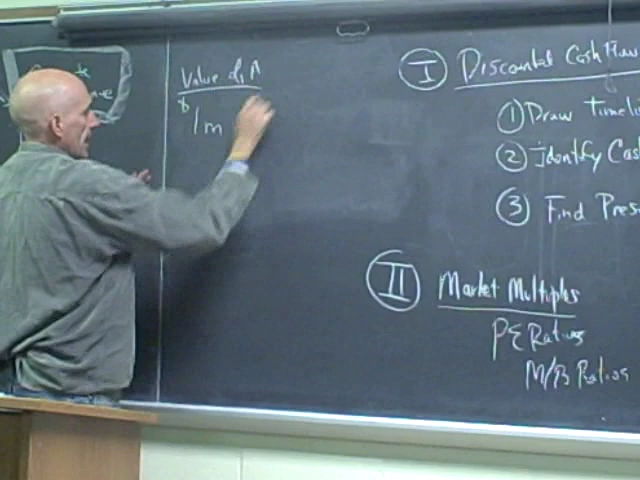 Value of A
$ 1m
I Discounted Cash Flow
1 Draw Timeli
2 identify Cas
3 Find Pres
II Market Multiples
PE Ratios
M/B Ratios